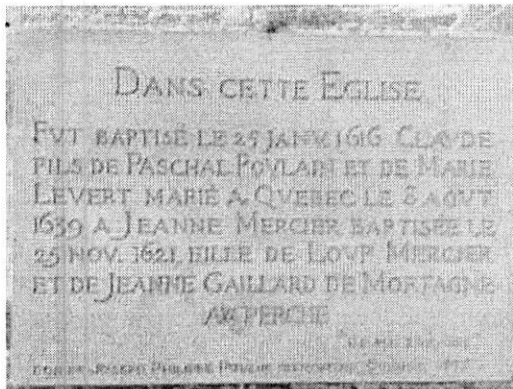 DANS CETTE EGLISE
FVT BAPTISÉ LE 25 JANV. 1616 CLAVDE
FILS DE PASCHAL POVLAIN ET DE MARIE
LEVERT MARIÉ A QVEBEC LE 8 AOVT
1639 A JEANNE MERCIER BAPTISÉE LE
25 NOV. 1621, FILLE DE LOVP MERCIER
ET DE JEANNE GAILLARD DE MORTAGNE
AV PERCHE
JOSEPH PHILIPPE